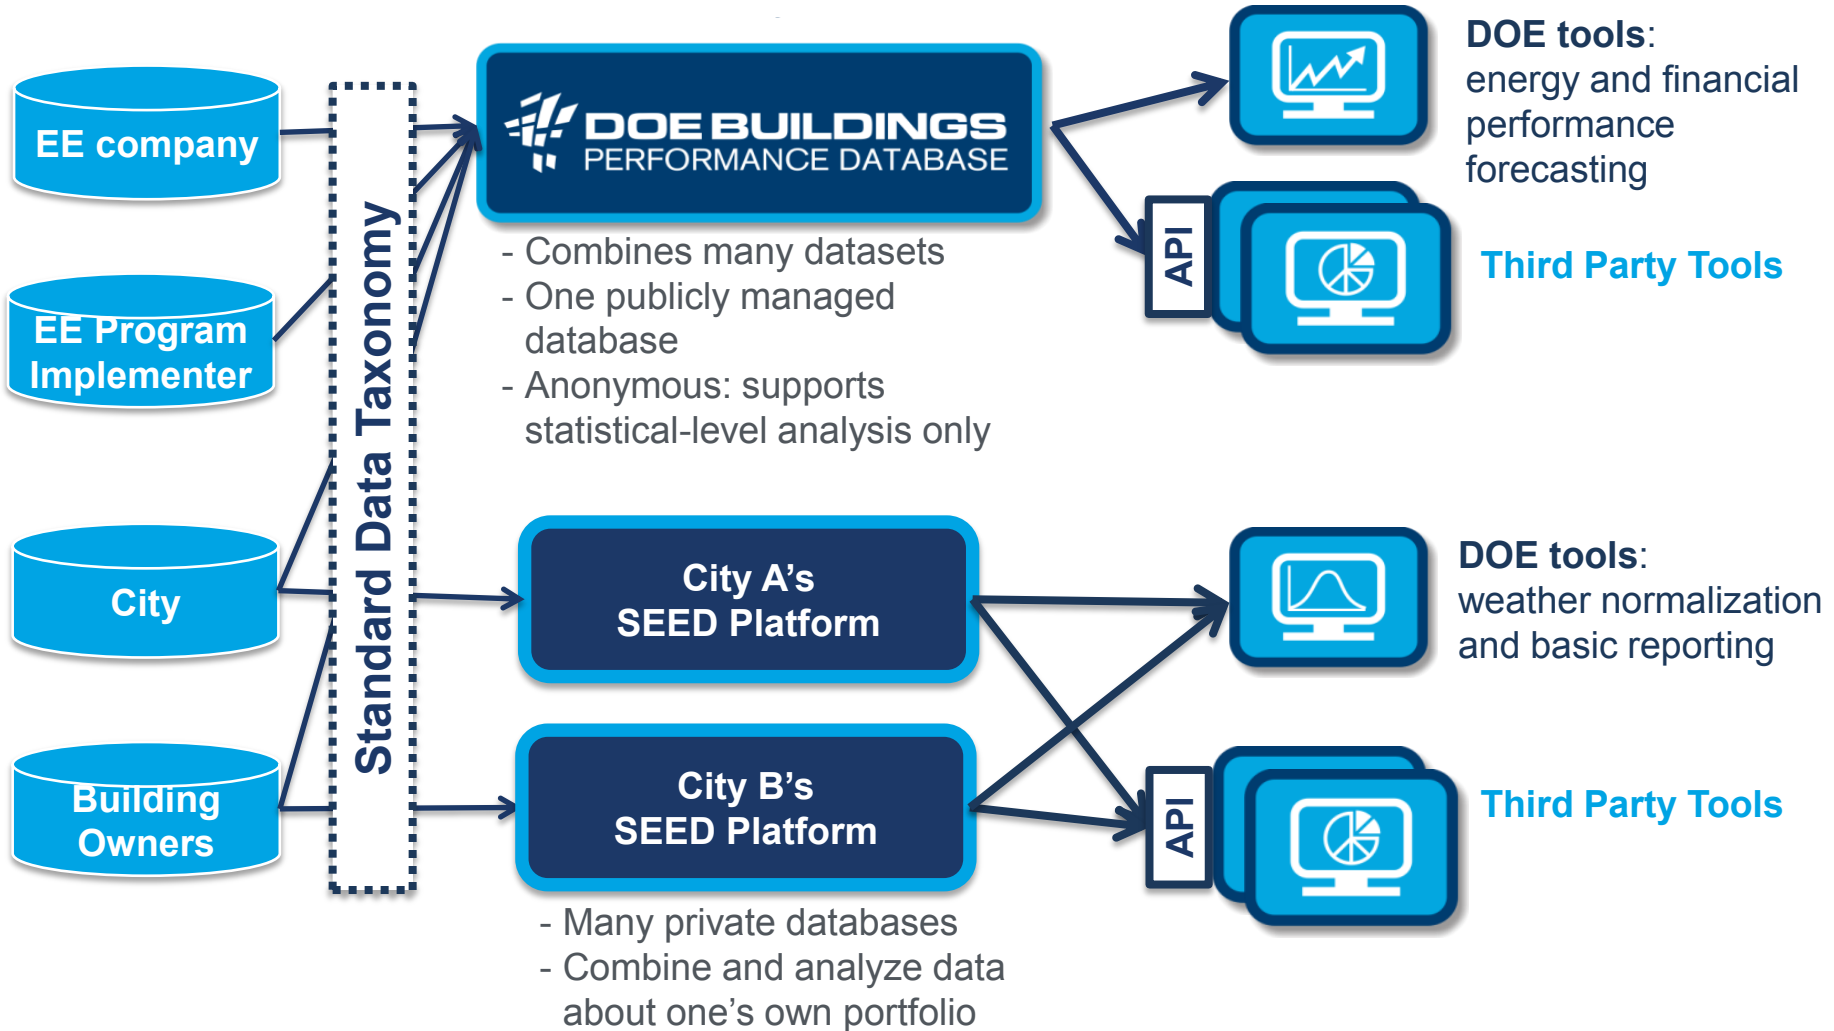 EE company
EE Program
Implementer
City
Building
Owners
Standard Data Taxonomy
DOE BUILDINGS
PERFORMANCE DATABASE
- Combines many datasets
- One publicly managed
database
- Anonymous: supports
statistical-level analysis only
City A’s
SEED Platform
City B’s
SEED Platform
- Many private databases
- Combine and analyze data
about one’s own portfolio
DOE tools:
energy and financial
performance
forecasting
API
Third Party Tools
DOE tools:
weather normalization
and basic reporting
API
Third Party Tools